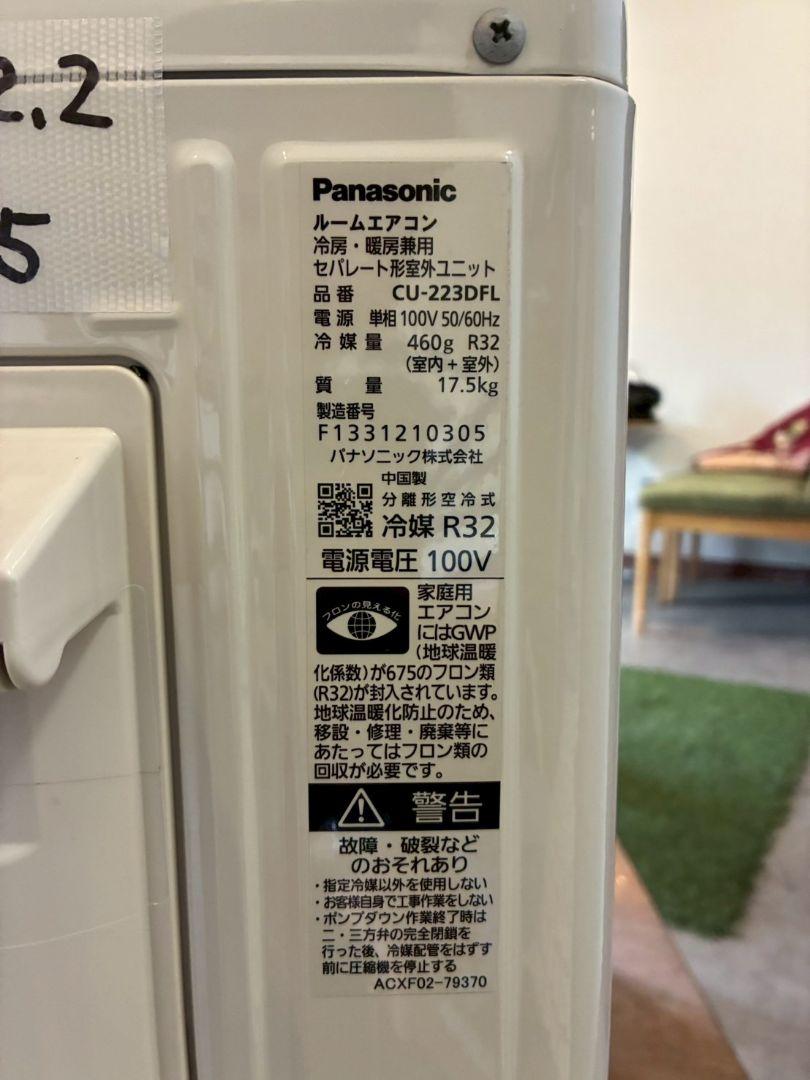 2.2
5
Panasonic
ルームエアコン
冷房・暖房兼用
セパレート形室外ユニット
品番 CU-223DFL
電源 単相100V 50/60Hz
冷媒量 460g R32
(室内+室外)
質量 17.5kg
製造番号
F1331210305
パナソニック株式会社
中国製
分離形空冷式
冷媒 R32
電源電圧 100V
フロンの見える化
家庭用
エアコン
にはGWP
(地球温暖
化係数)が675のフロン類
(R32)が封入されています。
地球温暖化防止のため、
移設・修理・廃棄等に
あたってはフロン類の
回収が必要です。
警告
故障・破裂など
のおそれあり
・指定冷媒以外を使用しない
・お客様自身で工事作業をしない
・ポンプダウン作業終了時は
二・三方弁の完全閉鎖を
行った後、冷媒配管をはずす
前に圧縮機を停止する
ACXF02-79370